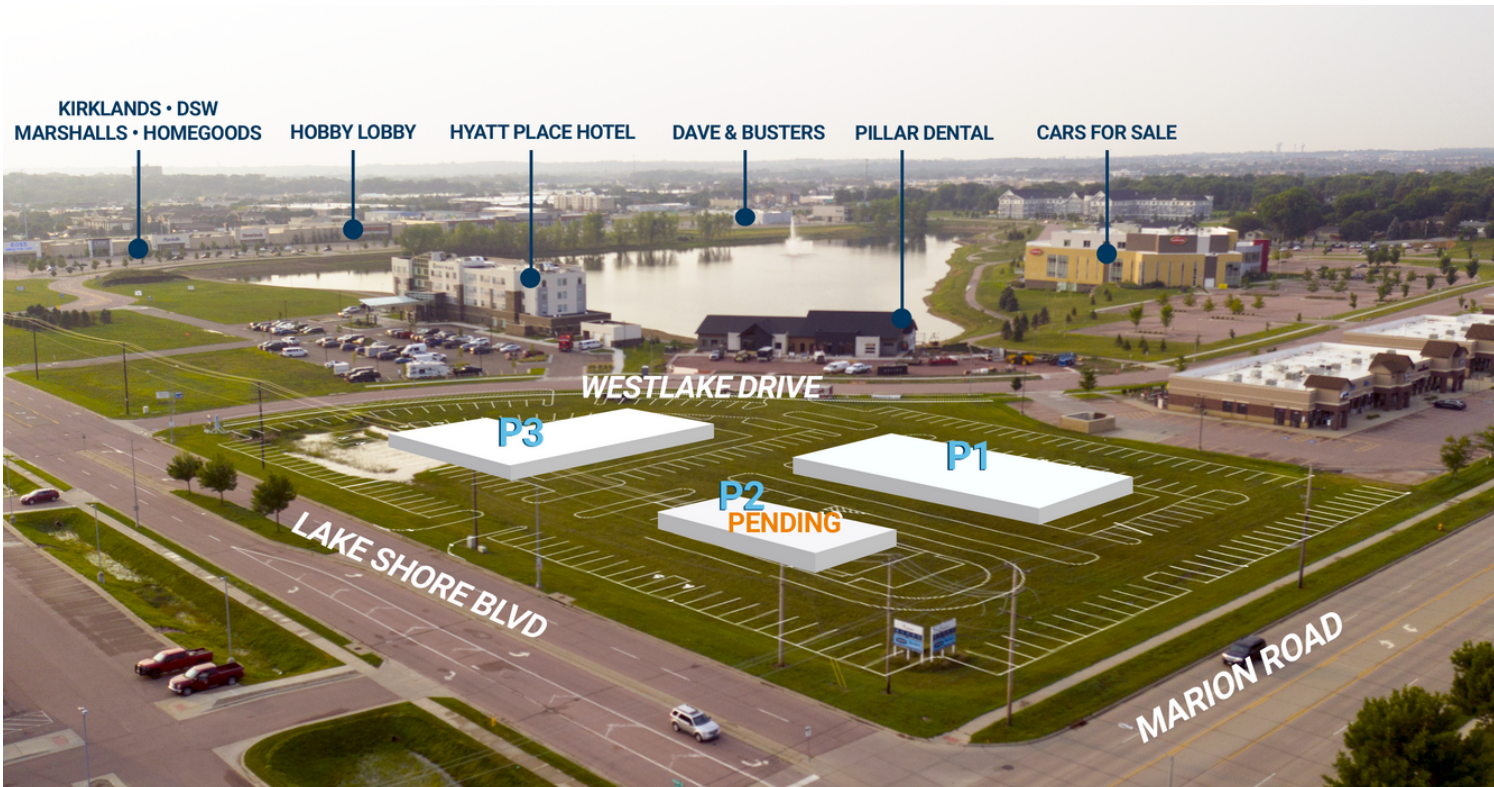 KIRKLANDS • DSW
MARSHALLS • HOMEGOODS
HOBBY LOBBY
HYATT PLACE HOTEL
DAVE & BUSTERS
PILLAR DENTAL
CARS FOR SALE
WESTLAKE DRIVE
P3
P1
P2
PENDING
LAKE SHORE BLVD
MARION ROAD